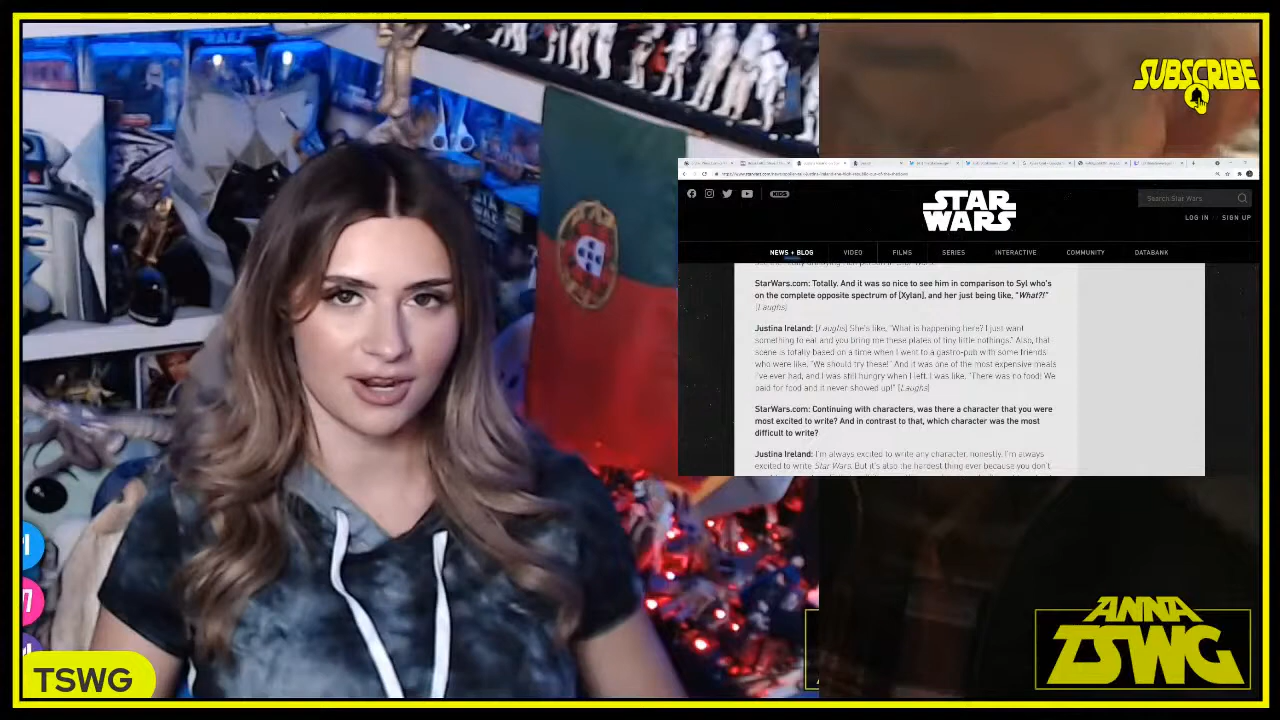 SUBSCRIBE
KIDS
STAR
WARS
Search Star Wars
LOG IN
SIGN UP
NEWS + BLOG
VIDEO
FILMS
SERIES
INTERACTIVE
COMMUNITY
DATABANK
StarWars.com: Totally. And it was so nice to see him in comparison to Syl who's
on the complete opposite spectrum of [Xylan], and her just being like, "What?!"
[Laughs]
Justina Ireland: [Laughs] She's like, "What is happening here? I just want
something to eat and you bring me these plates of tiny little nothings." Also, that
scene is totally based on a time when I went to a gastro-pub with some friends
who were like, "We should try these!" And it was one of the most expensive meals
I've ever had, and I was still hungry when I left. I was like, "There was no food! We
paid for food and it never showed up!" [Laughs]
StarWars.com: Continuing with characters, was there a character that you were
most excited to write? And in contrast to that, which character was the most
difficult to write?
Justina Ireland: I'm always excited to write any character, honestly. I'm always
excited to write Star Wars. But it's also the hardest thing ever because you don't
ANNA
TSWG
TSWG